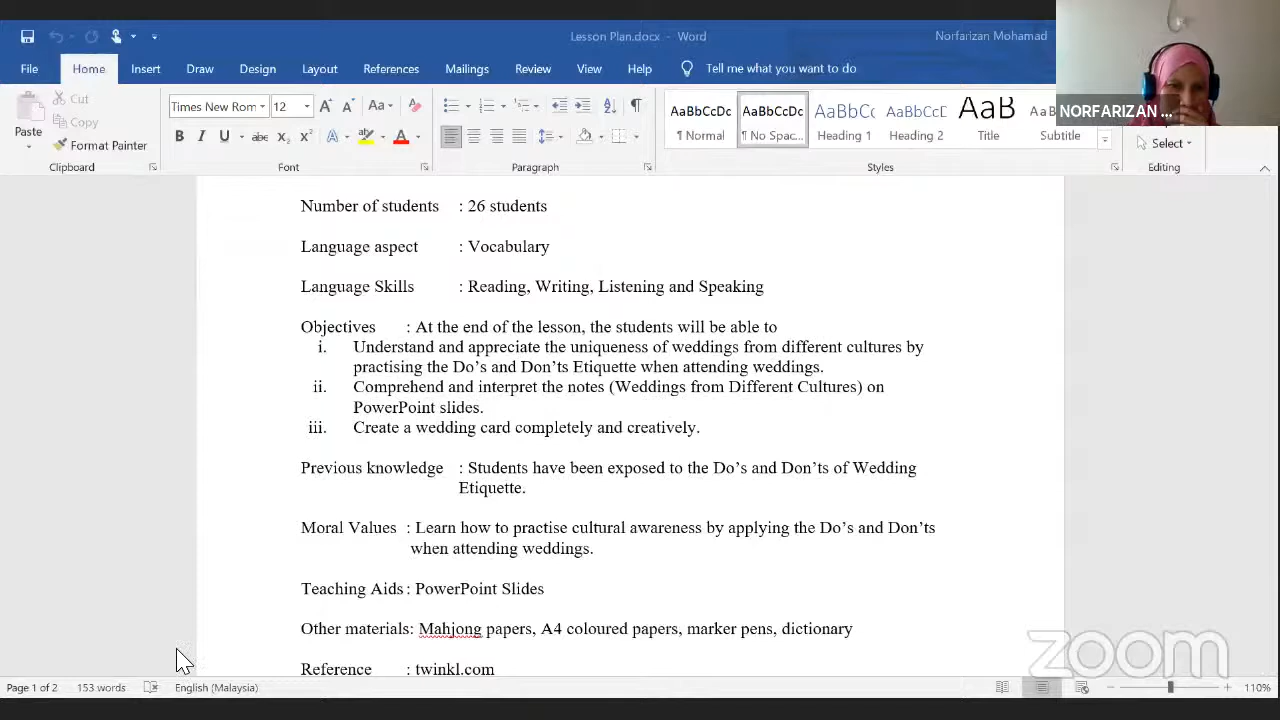 Lesson Plan.docx - Word
Norfarizan Mohamad
File Home Insert Draw Design Layout References Mailings Review View Help Tell me what you want to do
NORFARIZAN ...
Paste
Cut
Copy
Format Painter
Clipboard
Times New Rom 12
Font
Paragraph
AaBbCcDc AaBbCcDc AaBbCc AaBbCcD AaB
¶ Normal ¶ No Spac... Heading 1 Heading 2 Title Subtitle
Styles
Select
Editing
Number of students : 26 students
Language aspect : Vocabulary
Language Skills : Reading, Writing, Listening and Speaking
Objectives : At the end of the lesson, the students will be able to
i. Understand and appreciate the uniqueness of weddings from different cultures by
practising the Do’s and Don’ts Etiquette when attending weddings.
ii. Comprehend and interpret the notes (Weddings from Different Cultures) on
PowerPoint slides.
iii. Create a wedding card completely and creatively.
Previous knowledge : Students have been exposed to the Do’s and Don’ts of Wedding
Etiquette.
Moral Values : Learn how to practise cultural awareness by applying the Do’s and Don’ts
when attending weddings.
Teaching Aids : PowerPoint Slides
Other materials: Mahjong papers, A4 coloured papers, marker pens, dictionary
Reference : twinkl.com
zoom
Page 1 of 2 153 words English (Malaysia) 110%